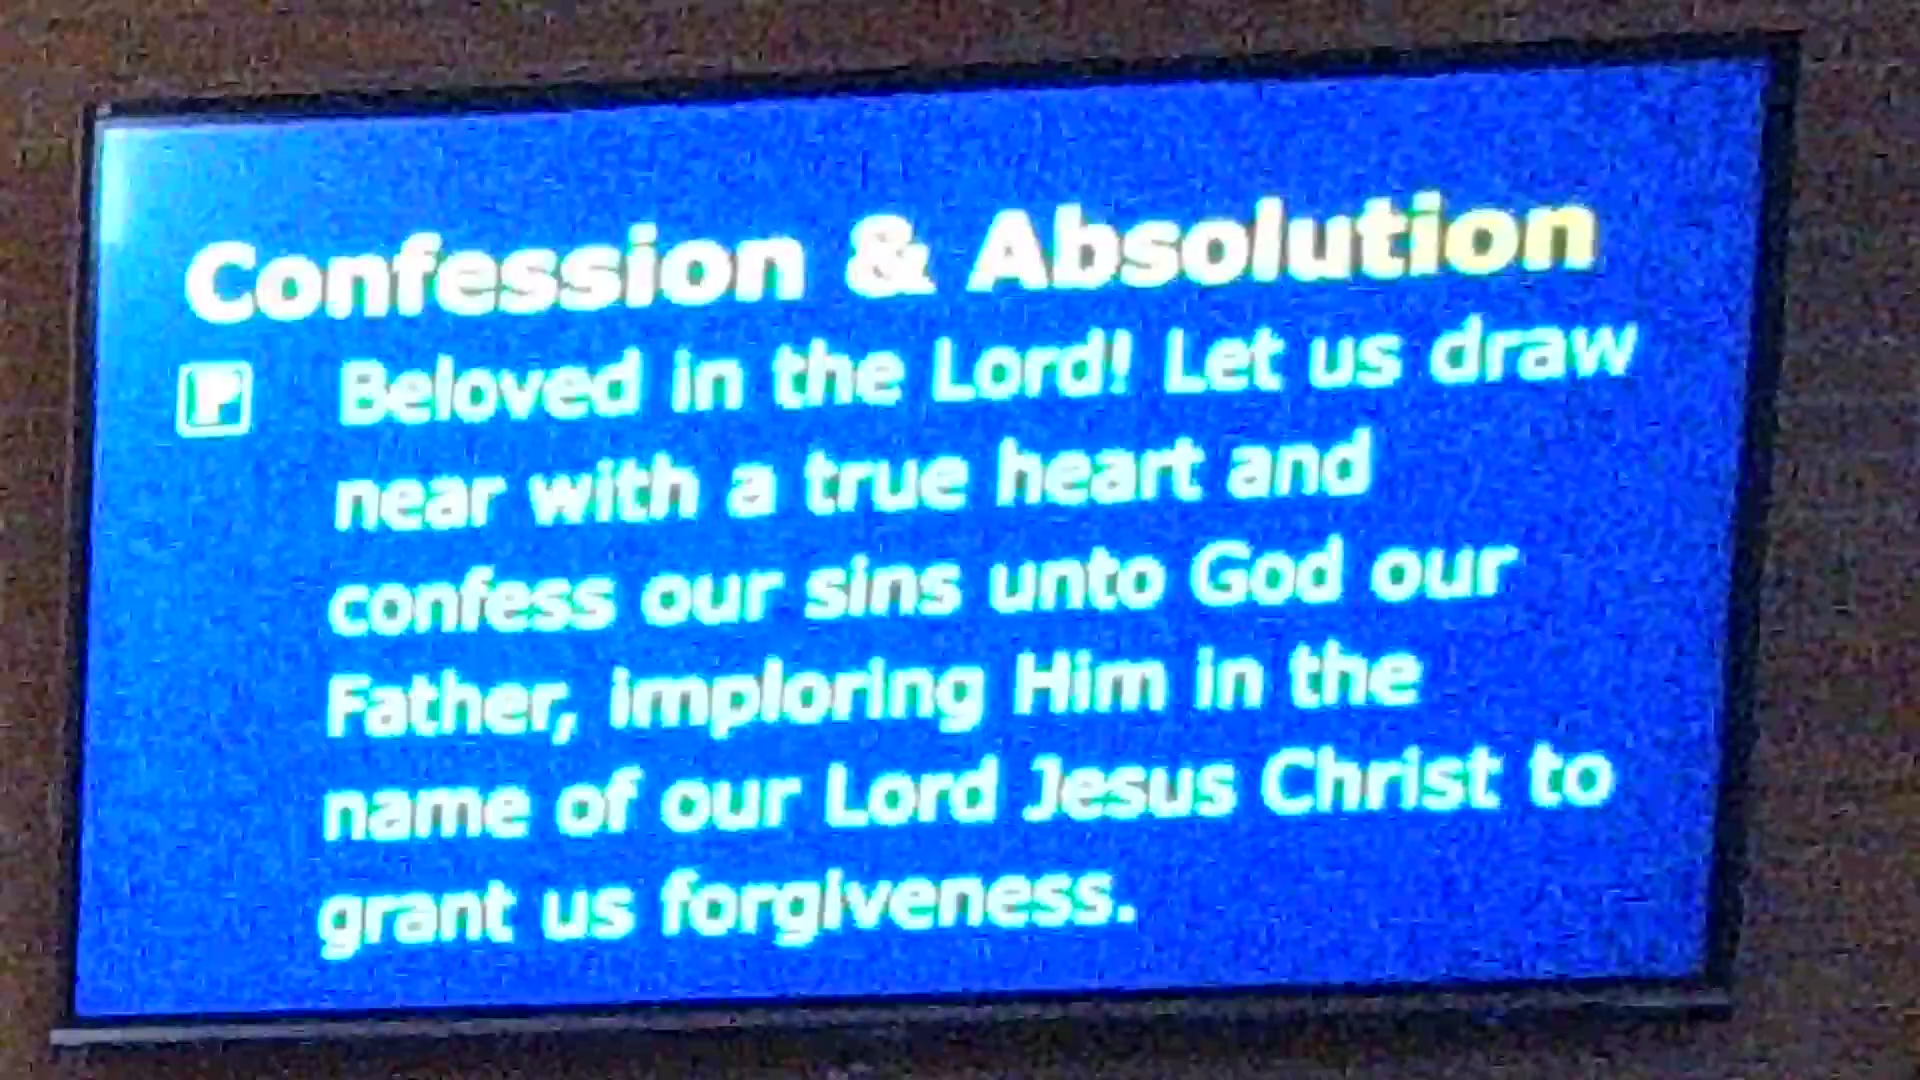 Confession & Absolution
P Beloved in the Lord! Let us draw
near with a true heart and
confess our sins unto God our
Father, imploring Him in the
name of our Lord Jesus Christ to
grant us forgiveness.